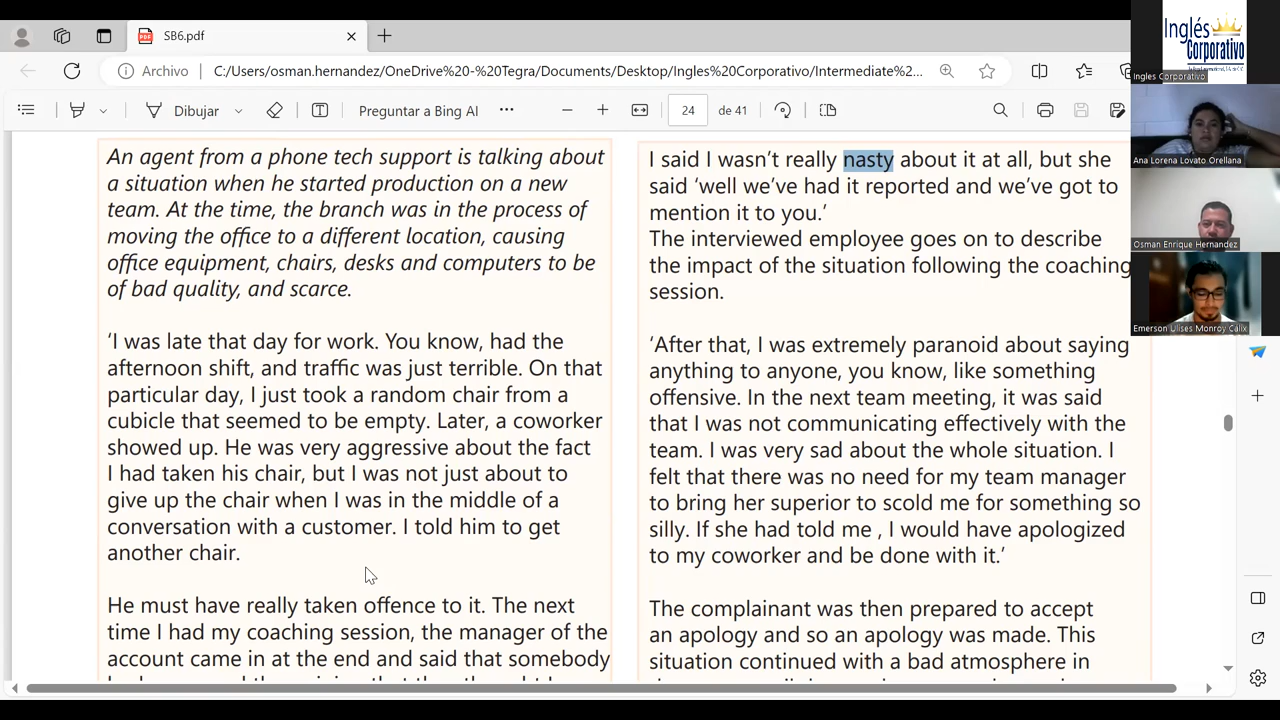 SB6.pdf
Archivo
C:/Users/osman.hernandez/OneDrive%20-%20Integra/Documents/Desktop/Ingles%20Corporativo/Intermediate%2...
Dibujar
Preguntar a Bing AI
24
de 41
An agent from a phone tech support is talking about
a situation when he started production on a new
team. At the time, the branch was in the process of
moving the office to a different location, causing
office equipment, chairs, desks and computers to be
of bad quality, and scarce.
‘I was late that day for work. You know, had the
afternoon shift, and traffic was just terrible. On that
particular day, I just took a random chair from a
cubicle that seemed to be empty. Later, a coworker
showed up. He was very aggressive about the fact
I had taken his chair, but I was not just about to
give up the chair when I was in the middle of a
conversation with a customer. I told him to get
another chair.
He must have really taken offence to it. The next
time I had my coaching session, the manager of the
account came in at the end and said that somebody
I said I wasn’t really nasty about it at all, but she
said ‘well we’ve had it reported and we’ve got to
mention it to you.’
The interviewed employee goes on to describe
the impact of the situation following the coaching
session.
‘After that, I was extremely paranoid about saying
anything to anyone, you know, like something
offensive. In the next team meeting, it was said
that I was not communicating effectively with the
team. I was very sad about the whole situation. I
felt that there was no need for my team manager
to bring her superior to scold me for something so
silly. If she had told me , I would have apologized
to my coworker and be done with it.’
The complainant was then prepared to accept
an apology and so an apology was made. This
situation continued with a bad atmosphere in
Inglés
Corporativo
Ingles Corporativo
Ana Lorena Lovato Orellana
Osman Enrique Hernandez
Emerson Ulises Monroy Calix